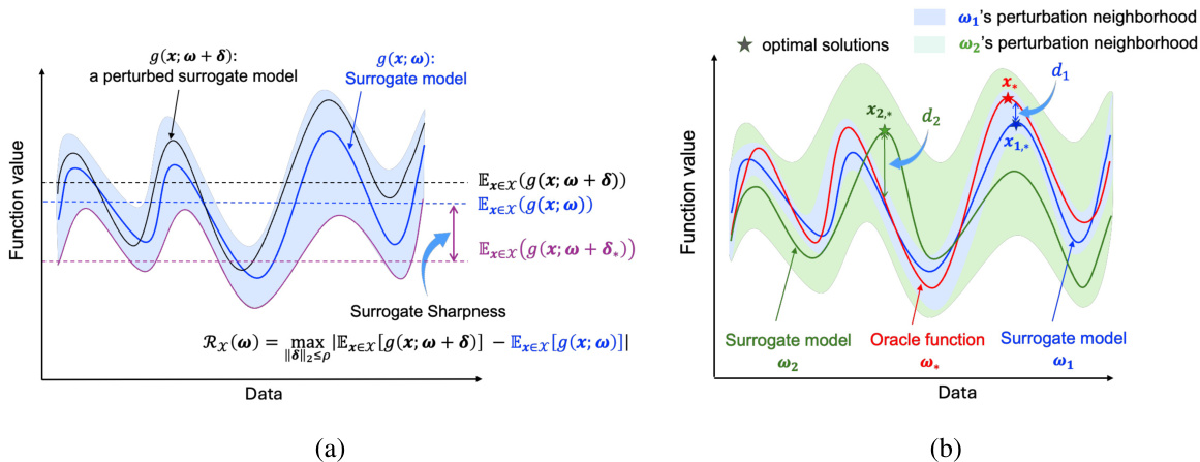 g(x; ω + δ):
a perturbed surrogate model
g(x; ω):
Surrogate model
Function value
𝔼ₓ∈𝒳(g(x; ω + δ))
𝔼ₓ∈𝒳(g(x; ω))
𝔼ₓ∈𝒳(g(x; ω + δ∗))
Surrogate Sharpness
ℛ_𝒳(ω) = max_{‖δ‖₂≤ρ} |𝔼ₓ∈𝒳[g(x; ω + δ)] − 𝔼ₓ∈𝒳[g(x; ω)]|
Data
(a)
ω₁'s perturbation neighborhood
★ optimal solutions
ω₂'s perturbation neighborhood
d₁
x∗
x₂,∗
d₂
x₁,∗
Function value
Surrogate model
ω₂
Oracle function
ω∗
Surrogate model
ω₁
Data
(b)